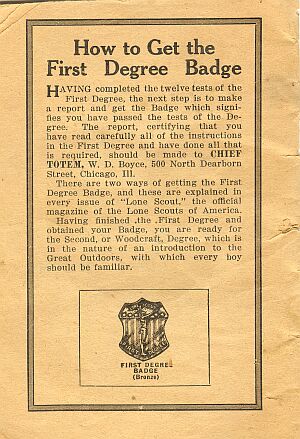 How to Get the
First Degree Badge
HAVING completed the twelve tests of the
First Degree, the next step is to make
a report and get the Badge which signi-
fies you have passed the tests of the De-
gree. The report, certifying that you
have read carefully all of the instructions
in the First Degree and have done all that
is required, should be made to CHIEF
TOTEM, W. D. Boyce, 500 North Dearborn
Street, Chicago, Ill.
There are two ways of getting the First
Degree Badge, and these are explained in
every issue of "Lone Scout," the official
magazine of the Lone Scouts of America.
Having finished the First Degree and
obtained your Badge, you are ready for
the Second, or Woodcraft, Degree, which is
in the nature of an introduction to the
Great Outdoors, with which every boy
should be familiar.
FIRST DEGREE
BADGE
(Bronze)